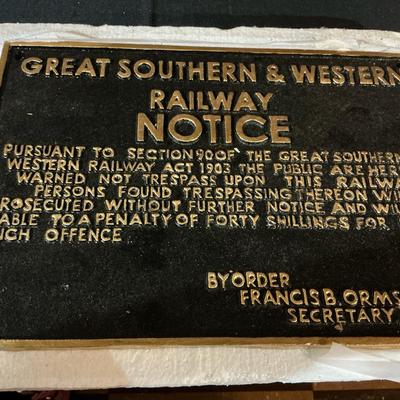 GREAT SOUTHERN & WESTERN
RAILWAY
NOTICE
PURSUANT TO SECTION 90 OF THE GREAT SOUTHERN
WESTERN RAILWAY ACT 1903 THE PUBLIC ARE HERE
WARNED NOT TRESPASS UPON THIS RAILWA
PERSONS FOUND TRESPASSING THEREON WIL
ROSECUTED WITHOUT FURTHER NOTICE AND WILL
ABLE TO A PENALTY OF FORTY SHILLINGS FOR
CH OFFENCE
BY ORDER
FRANCIS B. ORMS
SECRETARY